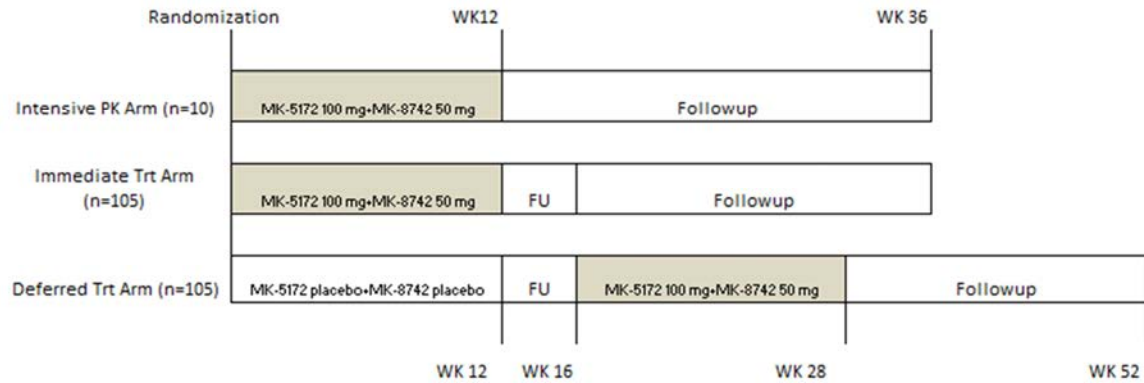 Randomization WK12 WK 36
Intensive PK Arm (n=10) MK-5172 100 mg+MK-8742 50 mg Followup
Immediate Trt Arm
(n=105) MK-5172 100 mg+MK-8742 50 mg FU Followup
Deferred Trt Arm (n=105) MK-5172 placebo+MK-8742 placebo FU MK-5172 100 mg+MK-8742 50 mg Followup
WK 12 WK 16 WK 28 WK 52